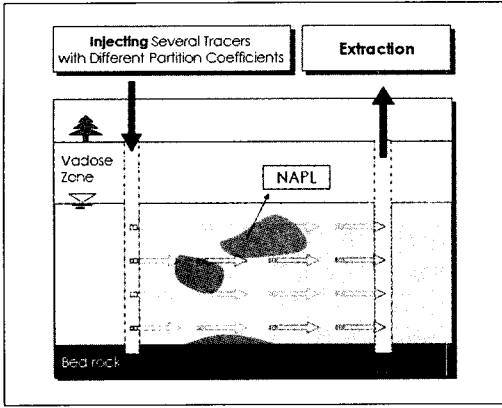 Injecting Several Tracers
with Different Partition Coefficients
Extraction
Vadose
Zone
NAPL
Bed rock